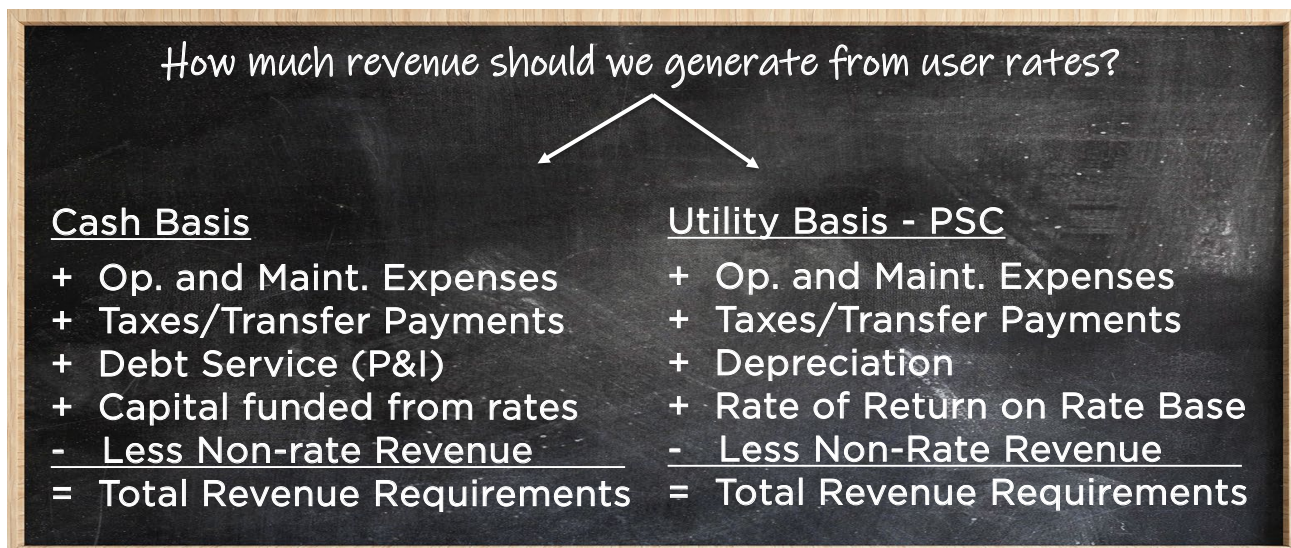 How much revenue should we generate from user rates?
Cash Basis
+ Op. and Maint. Expenses
+ Taxes/Transfer Payments
+ Debt Service (P&I)
+ Capital funded from rates
- Less Non-rate Revenue
= Total Revenue Requirements
Utility Basis - PSC
+ Op. and Maint. Expenses
+ Taxes/Transfer Payments
+ Depreciation
+ Rate of Return on Rate Base
- Less Non-Rate Revenue
= Total Revenue Requirements